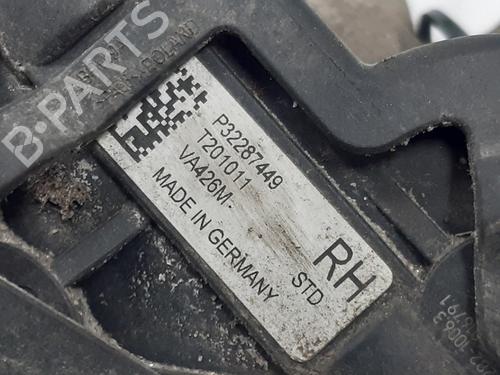 B-PARTS
P32287449
T201011
VA426M.
MADE IN GERMANY
STD
RH